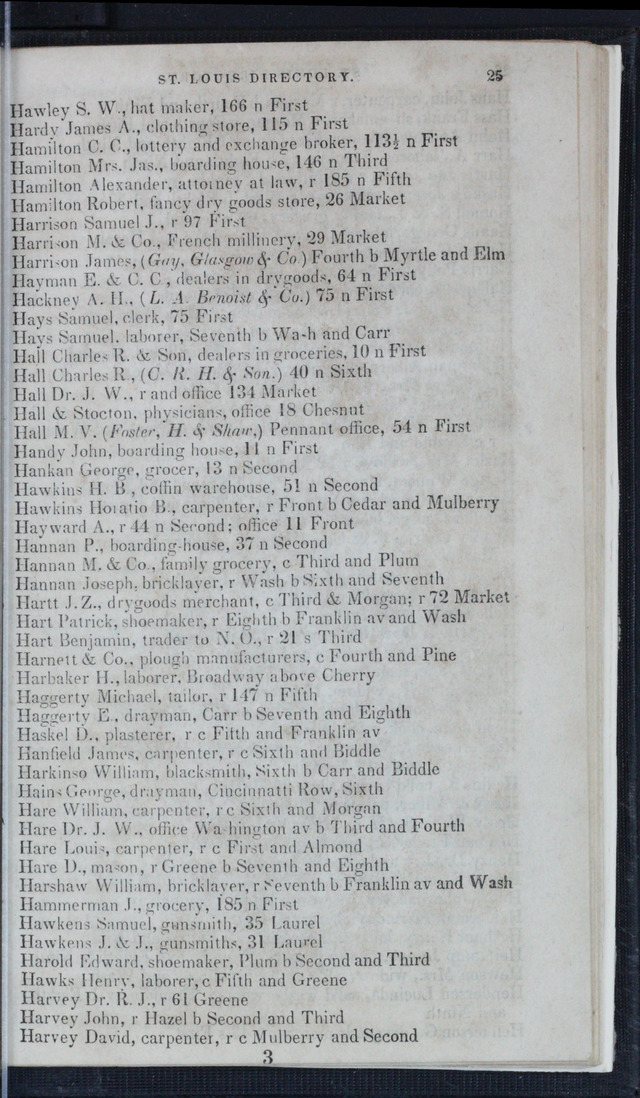 ST. LOUIS DIRECTORY. 25
Hawley S. W., hat maker, 166 n First
Hardy James A., clothing store, 115 n First
Hamilton C. C., lottery and exchange broker, 113½ n First
Hamilton Mrs. Jas., boarding house, 146 n Third
Hamilton Alexander, attorney at law, r 185 n Fifth
Hamilton Robert, fancy dry goods store, 26 Market
Harrison Samuel J., r 97 First
Harrison M. & Co., French millinery, 29 Market
Harrison James, (Gay, Glasgow & Co) Fourth b Myrtle and Elm
Hayman E. & C. C , dealers in drygoods, 64 n First
Hackney A. H., (L. A. Benoist & Co.) 75 n First
Hays Samuel, clerk, 75 First
Hays Samuel. laborer, Seventh b Wa-h and Carr
Hall Charles R. & Son, dealers in groceries, 10 n First
Hall Charles R., (C. R. H. & Son.) 40 n Sixth
Hall Dr. J. W., r and office 134 Market
Hall & Stocton, physicians, office 18 Chesnut
Hall M. V. (Foster, H. & Shaw,) Pennant office, 54 n First
Handy John, boarding house, 11 n First
Hankan George, grocer, 13 n Second
Hawkins H. B , coffin warehouse, 51 n Second
Hawkins Horatio B., carpenter, r Front b Cedar and Mulberry
Hayward A., r 44 n Second; office 11 Front
Hannan P., boarding-house, 37 n Second
Hannan M. & Co., family grocery, c Third and Plum
Hannan Joseph, bricklayer, r Wash b Sixth and Seventh
Hartt J. Z., drygoods merchant, c Third & Morgan; r 72 Market
Hart Patrick, shoemaker, r Eighth b Franklin av and Wash
Hart Benjamin, trader to N. O., r 21 s Third
Harnett & Co., plough manufacturers, c Fourth and Pine
Harbaker H., laborer, Broadway above Cherry
Haggerty Michael, tailor, r 147 n Fifth
Haggerty E., drayman, Carr b Seventh and Eighth
Haskel D., plasterer, r c Fifth and Franklin av
Hanfield James, carpenter, r c Sixth and Biddle
Harkinso William, blacksmith, Sixth b Carr and Biddle
Hains George, drayman, Cincinnatti Row, Sixth
Hare William, carpenter, r c Sixth and Morgan
Hare Dr. J. W., office Wa hington av b Third and Fourth
Hare Louis, carpenter, r c First and Almond
Hare D., mason, r Greene b Seventh and Eighth
Harshaw William, bricklayer, r Seventh b Franklin av and Wash
Hammerman J., grocery, 185 n First
Hawkens Samuel, gunsmith, 35 Laurel
Hawkens J. & J., gunsmiths, 31 Laurel
Harold Edward, shoemaker, Plum b Second and Third
Hawks Henry, laborer, c Fifth and Greene
Harvey Dr. R. J., r 61 Greene
Harvey John, r Hazel b Second and Third
Harvey David, carpenter, r c Mulberry and Second
3